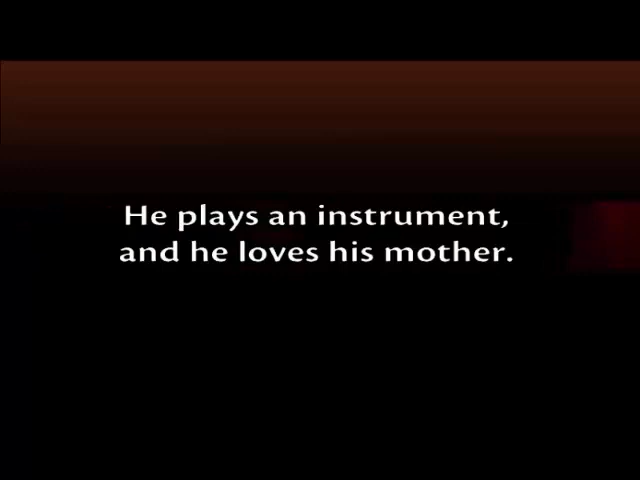 He plays an instrument,
and he loves his mother.